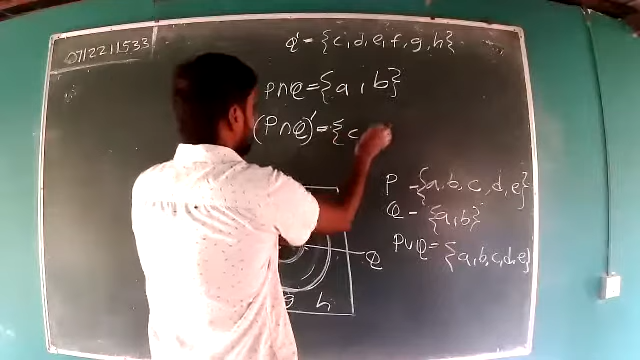 0712211533
Q' = {c, d, e, f, g, h}
P∩Q = {a, b}
(P∩Q)' = {c
P - {a, b, c, d, e}
Q - {a, b}
P∪Q = {a, b, c, d, e}
Q
g h